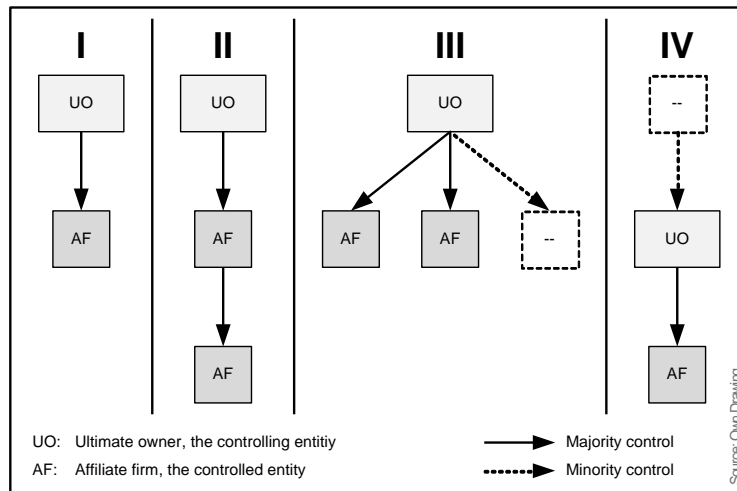 I II III IV
UO UO UO --
AF AF AF AF -- UO
AF AF
UO: Ultimate owner, the controlling entitiy
AF: Affiliate firm, the controlled entity
Majority control
Minority control
Source: Own Drawing